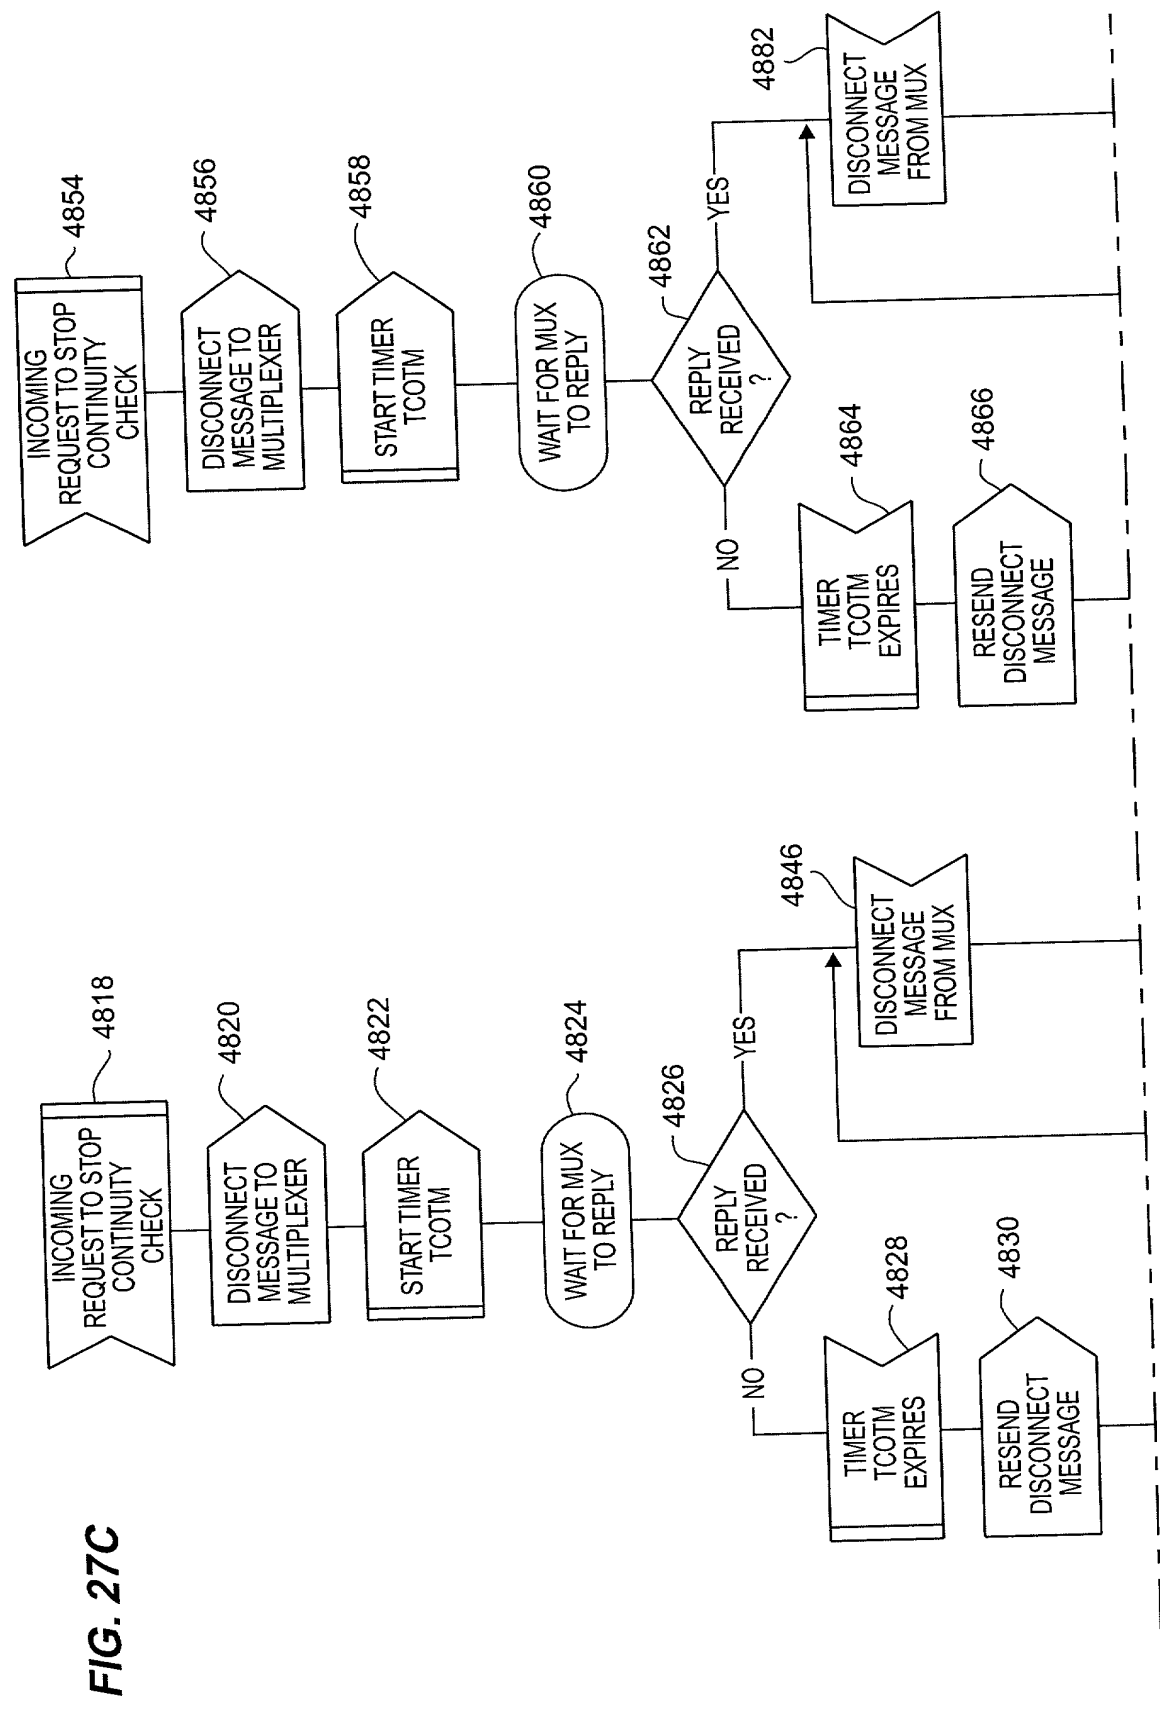 FIG. 27C
INCOMING
REQUEST TO STOP
CONTINUITY
CHECK
4818
DISCONNECT
MESSAGE TO
MULTIPLEXER
4820
START TIMER
TCOTM
4822
WAIT FOR MUX
TO REPLY
4824
REPLY
RECEIVED
?
4826
NO
YES
TIMER
TCOTM
EXPIRES
4828
RESEND
DISCONNECT
MESSAGE
4830
DISCONNECT
MESSAGE
FROM MUX
4846
INCOMING
REQUEST TO STOP
CONTINUITY
CHECK
4854
DISCONNECT
MESSAGE TO
MULTIPLEXER
4856
START TIMER
TCOTM
4858
WAIT FOR MUX
TO REPLY
4860
REPLY
RECEIVED
?
4862
NO
YES
TIMER
TCOTM
EXPIRES
4864
RESEND
DISCONNECT
MESSAGE
4866
DISCONNECT
MESSAGE
FROM MUX
4882